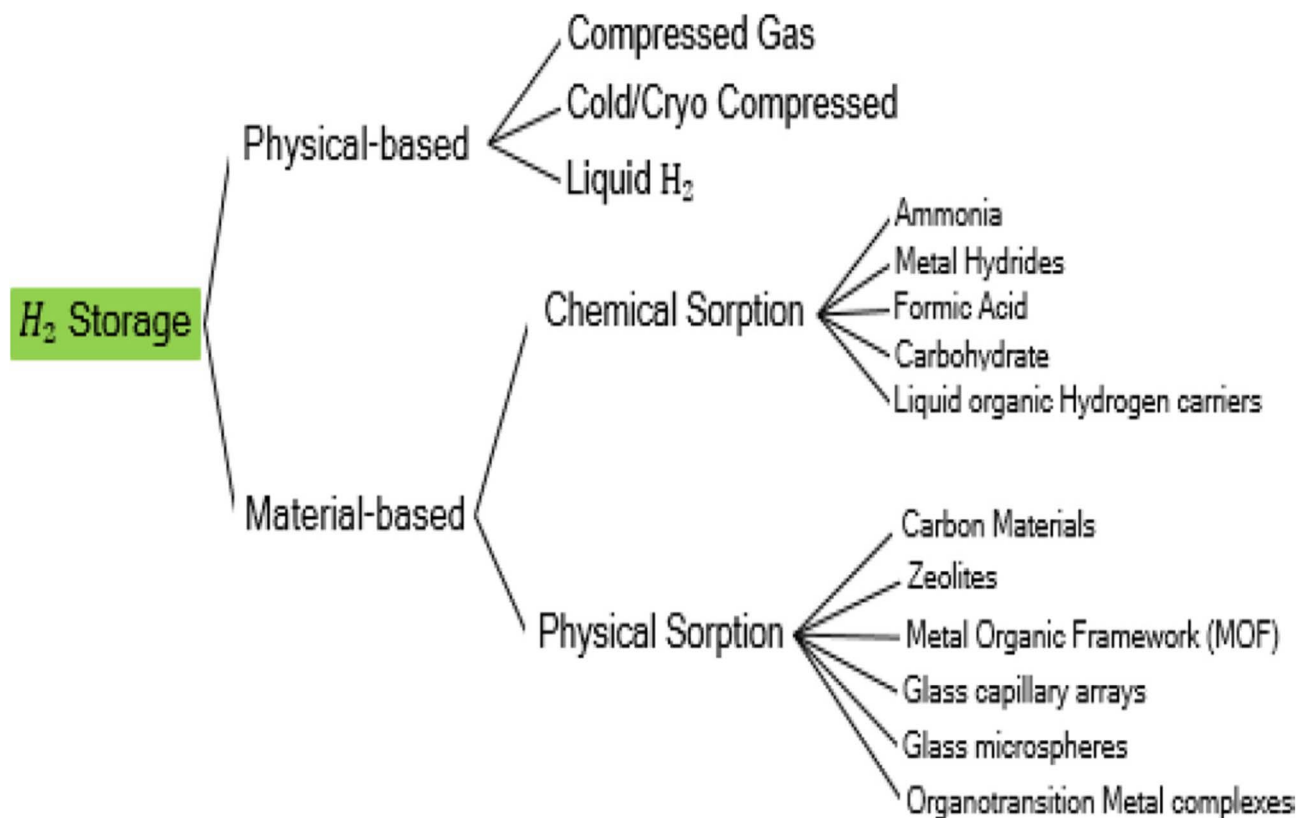 H₂ Storage
Physical-based
Compressed Gas
Cold/Cryo Compressed
Liquid H₂
Material-based
Chemical Sorption
Ammonia
Metal Hydrides
Formic Acid
Carbohydrate
Liquid organic Hydrogen carriers
Physical Sorption
Carbon Materials
Zeolites
Metal Organic Framework (MOF)
Glass capillary arrays
Glass microspheres
Organotransition Metal complexes